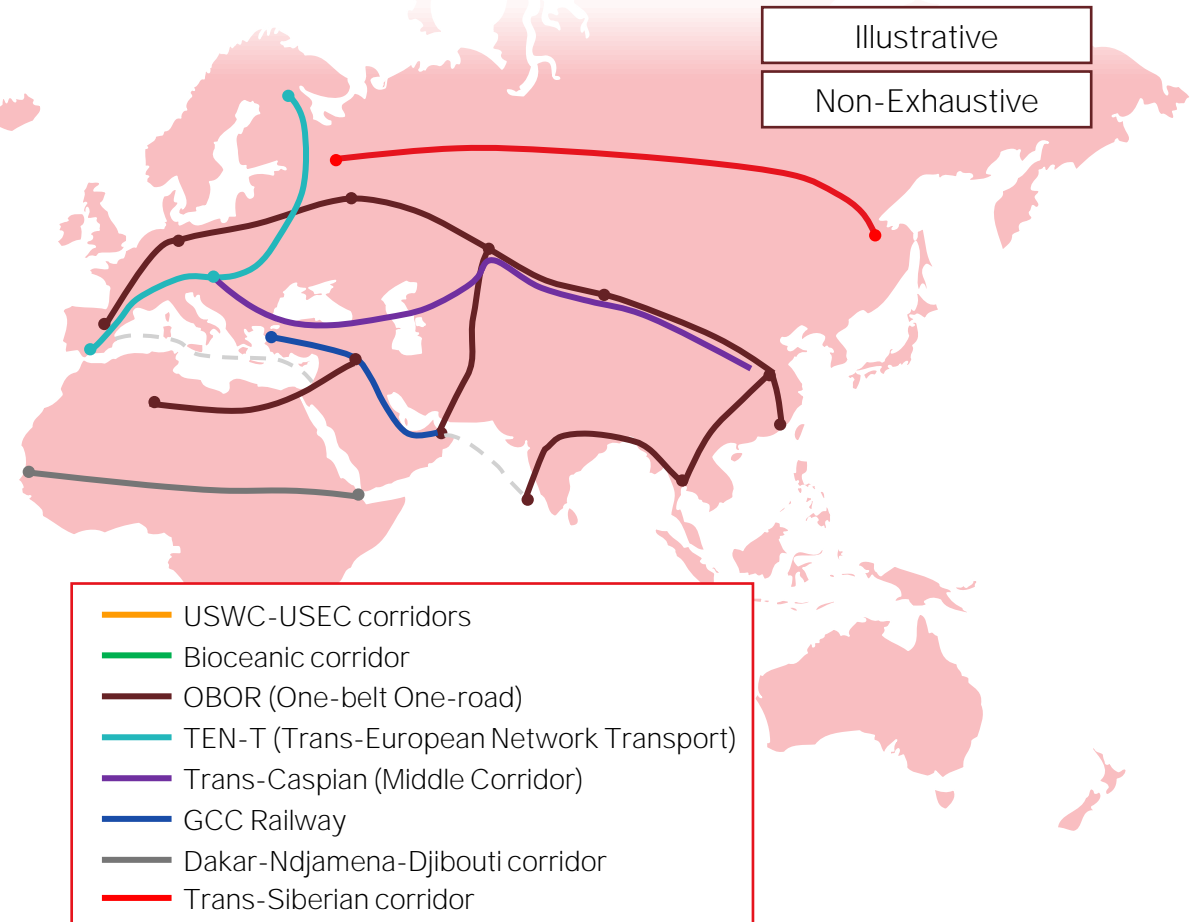 Illustrative
Non-Exhaustive
USWC-USEC corridors
Bioceanic corridor
OBOR (One-belt One-road)
TEN-T (Trans-European Network Transport)
Trans-Caspian (Middle Corridor)
GCC Railway
Dakar-Ndjamena-Djibouti corridor
Trans-Siberian corridor